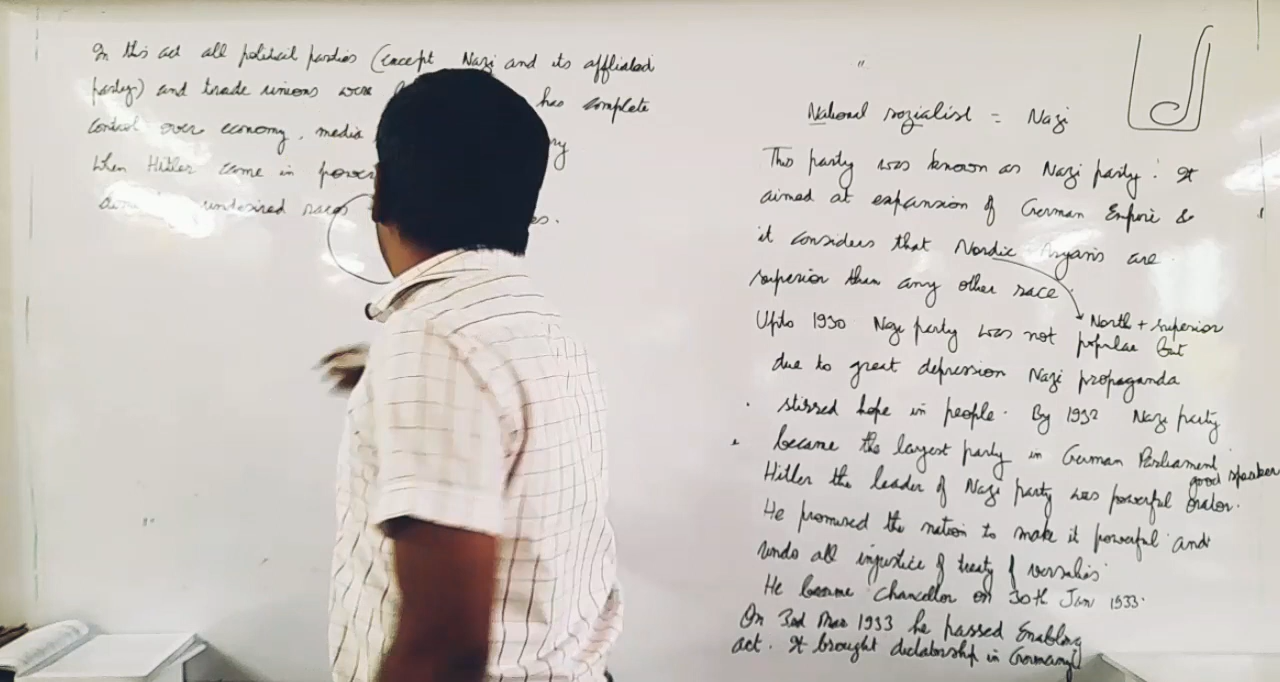 In this act all political parties (except Nazi and its affliated
party) and trade unions were has complete
control over economy, media
when Hitler came in power
undesired races
National sozialist = Nazi
This party was known as Nazi party. It
aimed at expansion of German Empire &
it considers that Nordic Aryans are
superior than any other race
North + superior
Upto 1930 Nazi party was not popular but
due to great depression Nazi propaganda
stirred hope in people. By 1932 Nazi party
became the largest party in German Parliament
good speaker
Hitler the leader of Nazi party was powerful orator.
He promised the nation to make it powerful and
undo all injustice of treaty of versailles
He became Chancellor on 30th Jan 1933.
On 3rd Mar 1933 he passed Enabling
act. It brought dictatorship in Germany